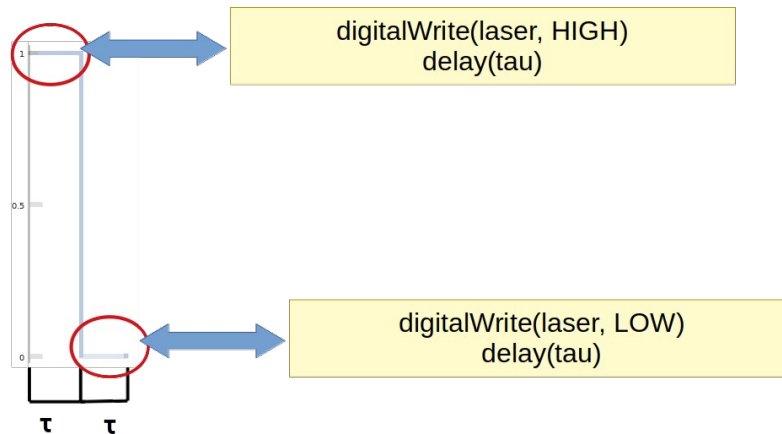 digitalWrite(laser, HIGH)
delay(tau)
1
0.5
digitalWrite(laser, LOW)
delay(tau)
0
τ τ